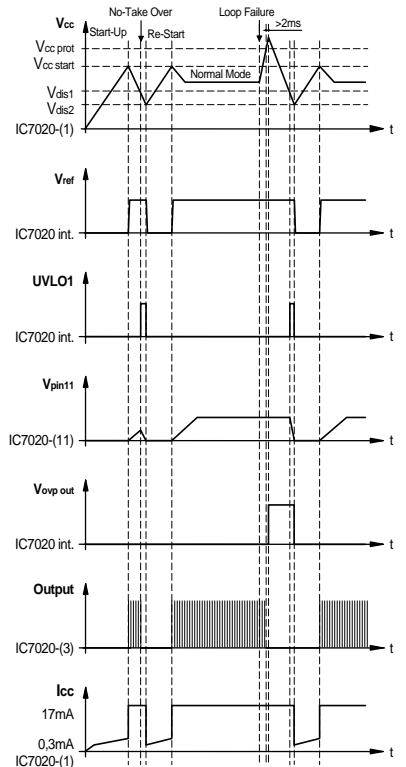 No-Take Over
Loop Failure
Vcc
Start-Up
Re-Start
>2ms
Vcc prot
Vcc start
Normal Mode
Vdis1
Vdis2
IC7020-(1)
t
Vref
IC7020 int.
t
UVLO1
IC7020 int.
t
Vpin11
IC7020-(11)
t
Vovp out
IC7020 int.
t
Output
IC7020-(3)
t
Icc
17mA
0,3mA
IC7020-(1)
t